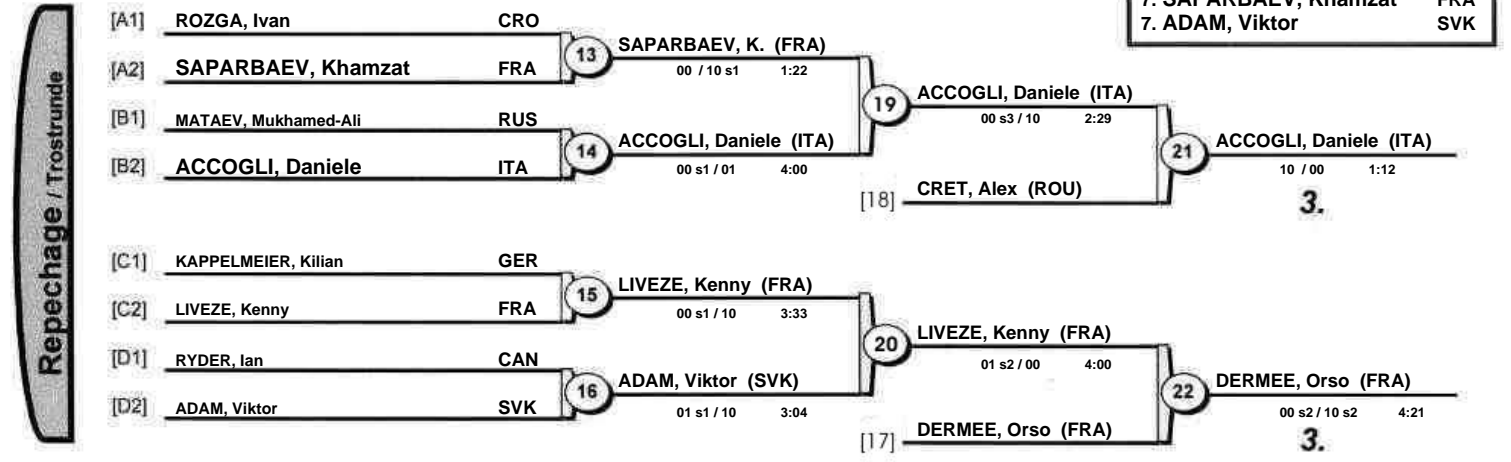 7. SAPARBAEV, Khamzat FRA
7. ADAM, Viktor SVK
Repechage / Trostrunde
[A1] ROZGA, Ivan CRO
[A2] SAPARBAEV, Khamzat FRA
13
SAPARBAEV, K. (FRA)
00 / 10 s1 1:22
[B1] MATAEV, Mukhamed-Ali RUS
[B2] ACCOGLI, Daniele ITA
14
ACCOGLI, Daniele (ITA)
00 s1 / 01 4:00
19
ACCOGLI, Daniele (ITA)
00 s3 / 10 2:29
[18] CRET, Alex (ROU)
21
ACCOGLI, Daniele (ITA)
10 / 00 1:12
3.
[C1] KAPPELMEIER, Kilian GER
[C2] LIVEZE, Kenny FRA
15
LIVEZE, Kenny (FRA)
00 s1 / 10 3:33
[D1] RYDER, Ian CAN
[D2] ADAM, Viktor SVK
16
ADAM, Viktor (SVK)
01 s1 / 10 3:04
20
LIVEZE, Kenny (FRA)
01 s2 / 00 4:00
[17] DERMEE, Orso (FRA)
22
DERMEE, Orso (FRA)
00 s2 / 10 s2 4:21
3.